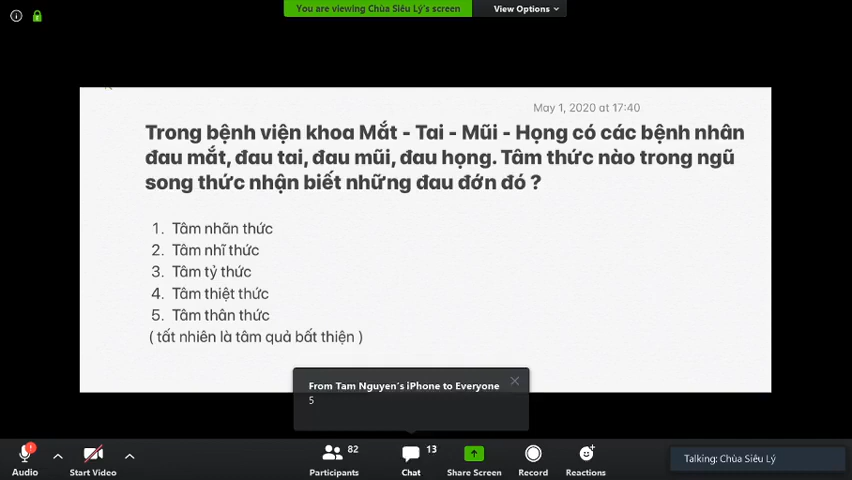 You are viewing Chùa Siêu Lý's screen
View Options
May 1, 2020 at 17:40
Trong bệnh viện khoa Mắt - Tai - Mũi - Họng có các bệnh nhân
đau mắt, đau tai, đau mũi, đau họng. Tâm thức nào trong ngũ
song thức nhận biết những đau đớn đó ?
1. Tâm nhãn thức
2. Tâm nhĩ thức
3. Tâm tỷ thức
4. Tâm thiệt thức
5. Tâm thân thức
( tất nhiên là tâm quả bất thiện )
From Tam Nguyen's iPhone to Everyone
5
Audio
Start Video
82
Participants
13
Chat
Share Screen
Record
Reactions
Talking: Chùa Siêu Lý